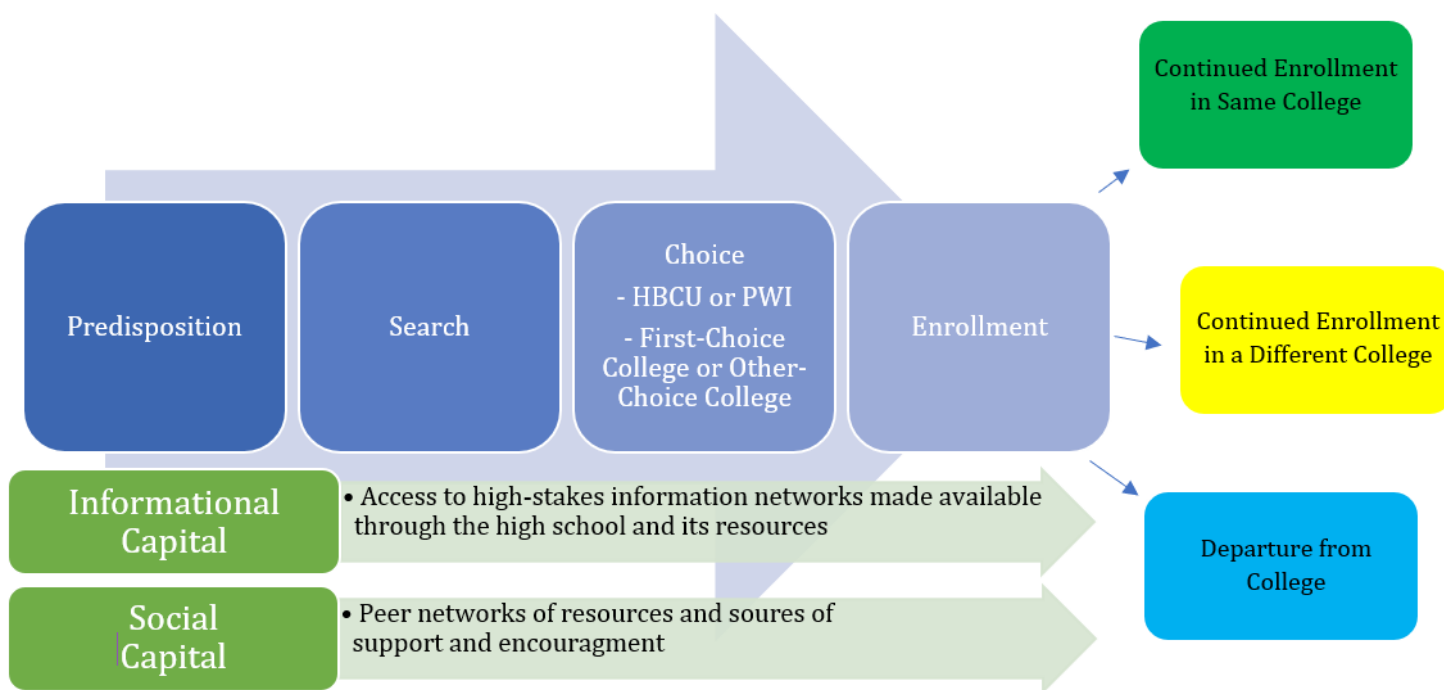 Continued Enrollment
in Same College
Predisposition
Search
Choice
- HBCU or PWI
- First-Choice
College or Other-
Choice College
Enrollment
Continued Enrollment
in a Different College
Informational
Capital
• Access to high-stakes information networks made available
through the high school and its resources
Departure from
College
Social
Capital
• Peer networks of resources and soures of
support and encouragment